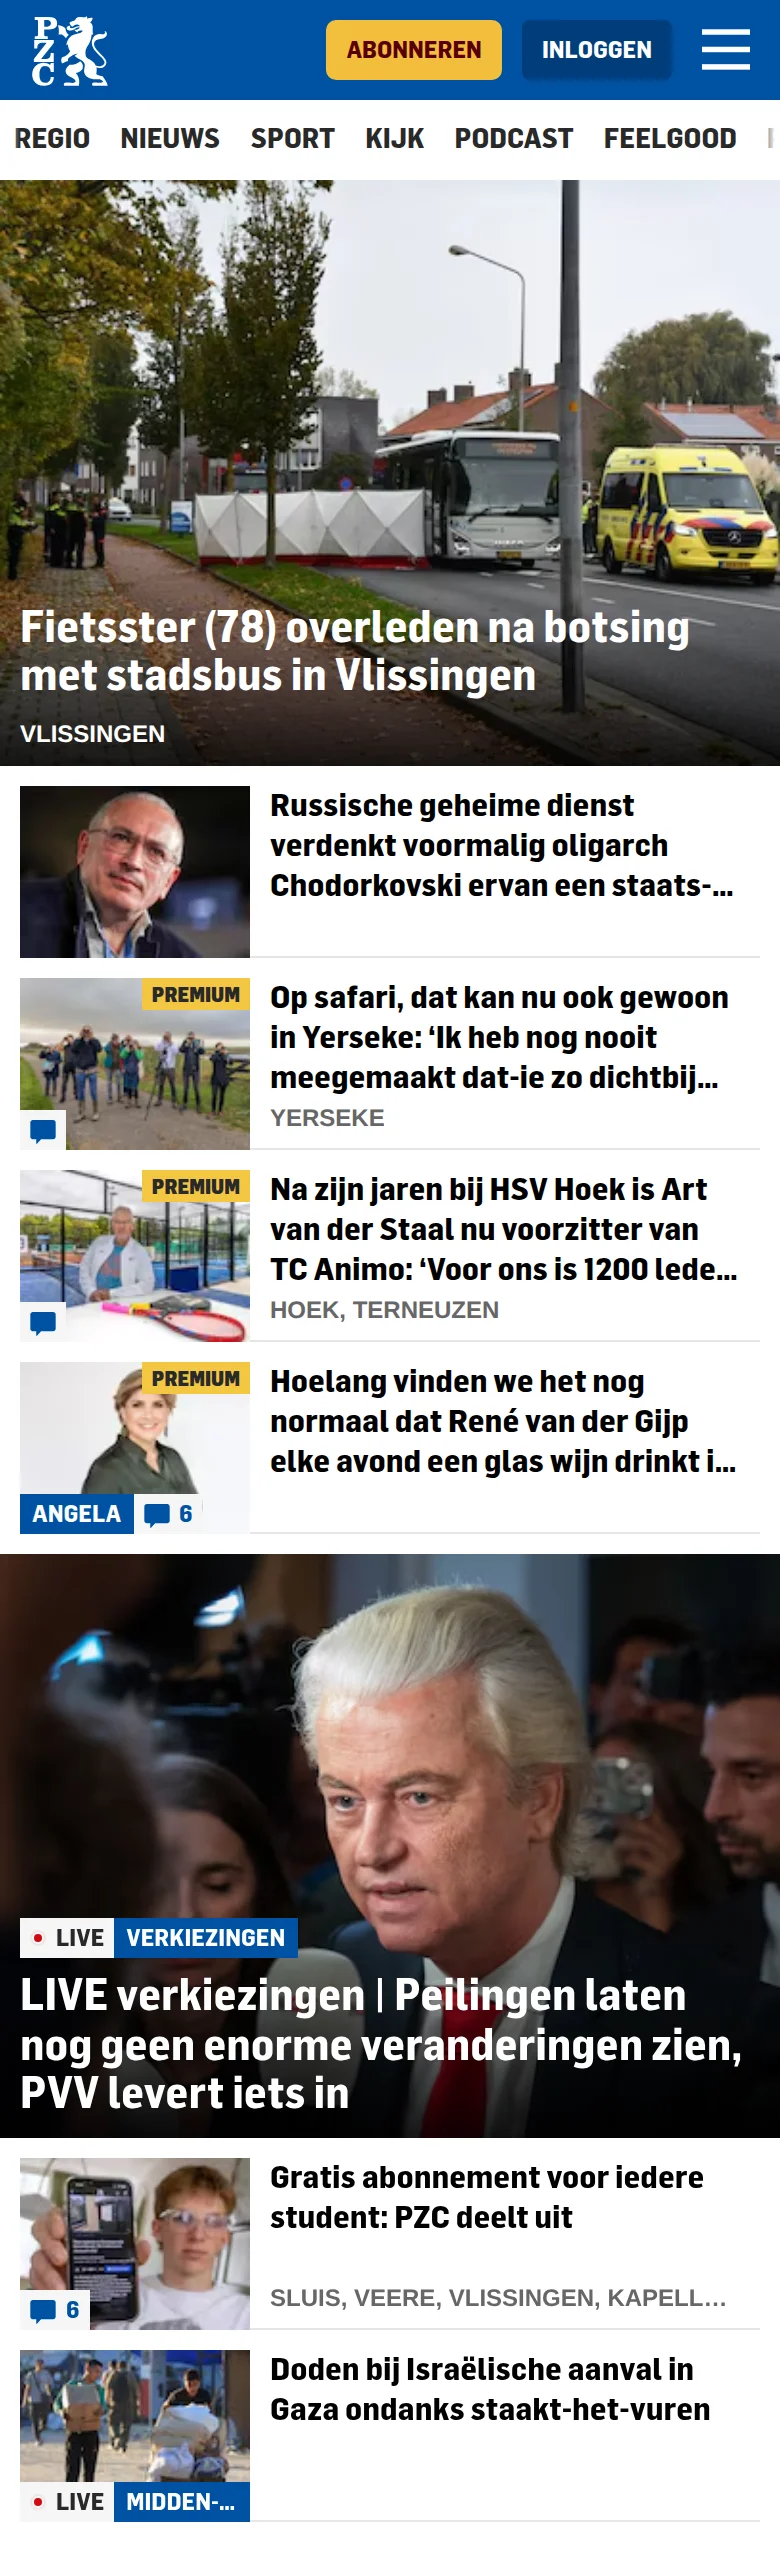 PZC
ABONNEREN
INLOGGEN
REGIO NIEUWS SPORT KIJK PODCAST FEELGOOD
Fietsster (78) overleden na botsing
met stadsbus in Vlissingen
VLISSINGEN
Russische geheime dienst
verdenkt voormalig oligarch
Chodorkovski ervan een staats-...
PREMIUM
Op safari, dat kan nu ook gewoon
in Yerseke: ‘Ik heb nog nooit
meegemaakt dat-ie zo dichtbij...
YERSEKE
PREMIUM
Na zijn jaren bij HSV Hoek is Art
van der Staal nu voorzitter van
TC Animo: ‘Voor ons is 1200 lede...
HOEK, TERNEUZEN
PREMIUM
ANGELA 6
Hoelang vinden we het nog
normaal dat René van der Gijp
elke avond een glas wijn drinkt i...
LIVE VERKIEZINGEN
LIVE verkiezingen | Peilingen laten
nog geen enorme veranderingen zien,
PVV levert iets in
6
Gratis abonnement voor iedere
student: PZC deelt uit
SLUIS, VEERE, VLISSINGEN, KAPELL...
LIVE MIDDEN-...
Doden bij Israëlische aanval in
Gaza ondanks staakt-het-vuren